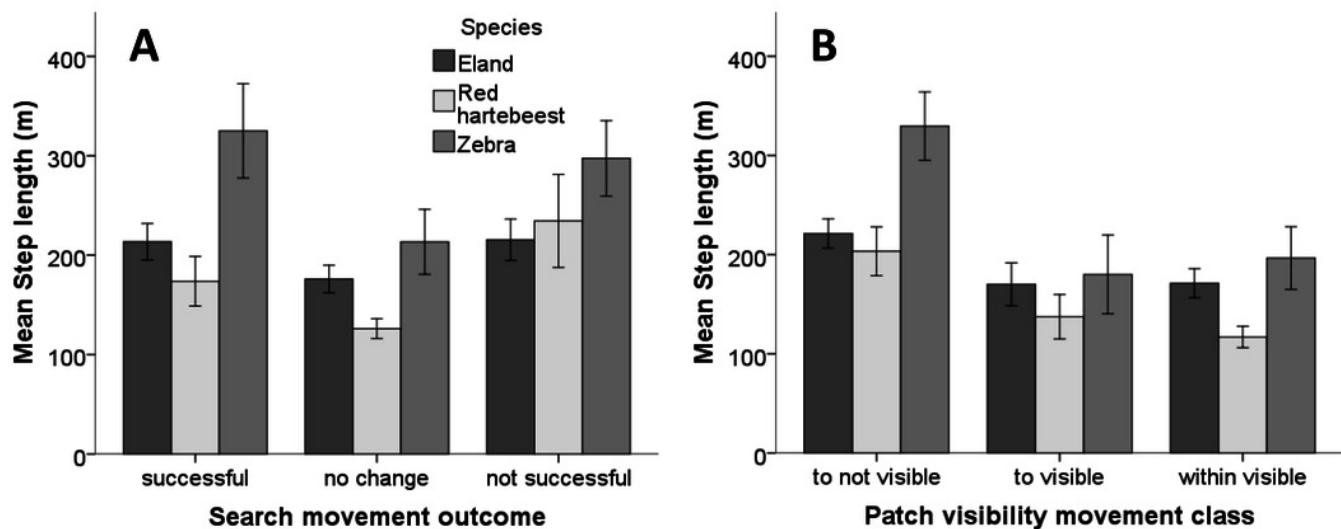 A
Species
Eland
Red
hartebeest
Zebra
400
300
200
100
0
Mean Step length (m)
successful
no change
not successful
Search movement outcome
B
400
300
200
100
0
Mean Step length (m)
to not visible
to visible
within visible
Patch visibility movement class